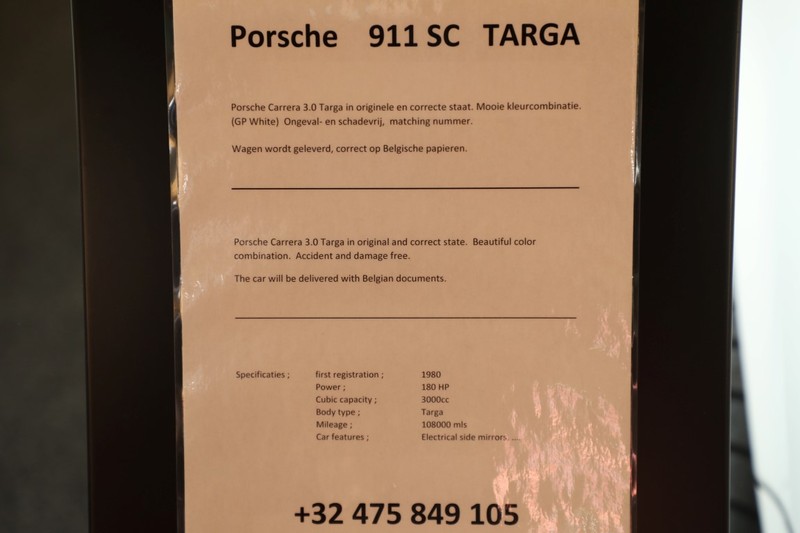 Porsche 911 SC TARGA
Porsche Carrera 3.0 Targa in originele en correcte staat. Mooie kleurcombinatie.
(GP White) Ongeval- en schadevrij, matching nummer.
Wagen wordt geleverd, correct op Belgische papieren.
Porsche Carrera 3.0 Targa in original and correct state. Beautiful color
combination. Accident and damage free.
The car will be delivered with Belgian documents.
Specificaties ; first registration ; 1980
Power ; 180 HP
Cubic capacity ; 3000cc
Body type ; Targa
Mileage ; 108000 mls
Car features ; Electrical side mirrors ....
+32 475 849 105